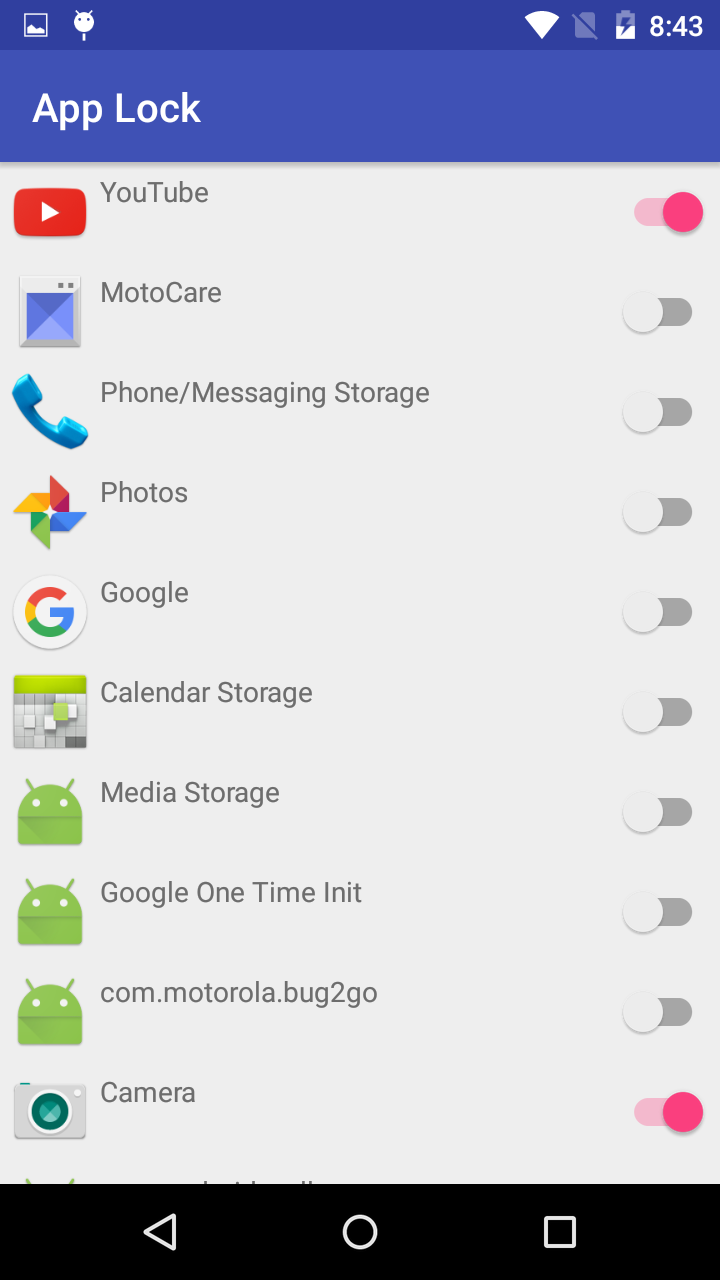 8:43
App Lock
YouTube
MotoCare
Phone/Messaging Storage
Photos
Google
Calendar Storage
Media Storage
Google One Time Init
com.motorola.bug2go
Camera